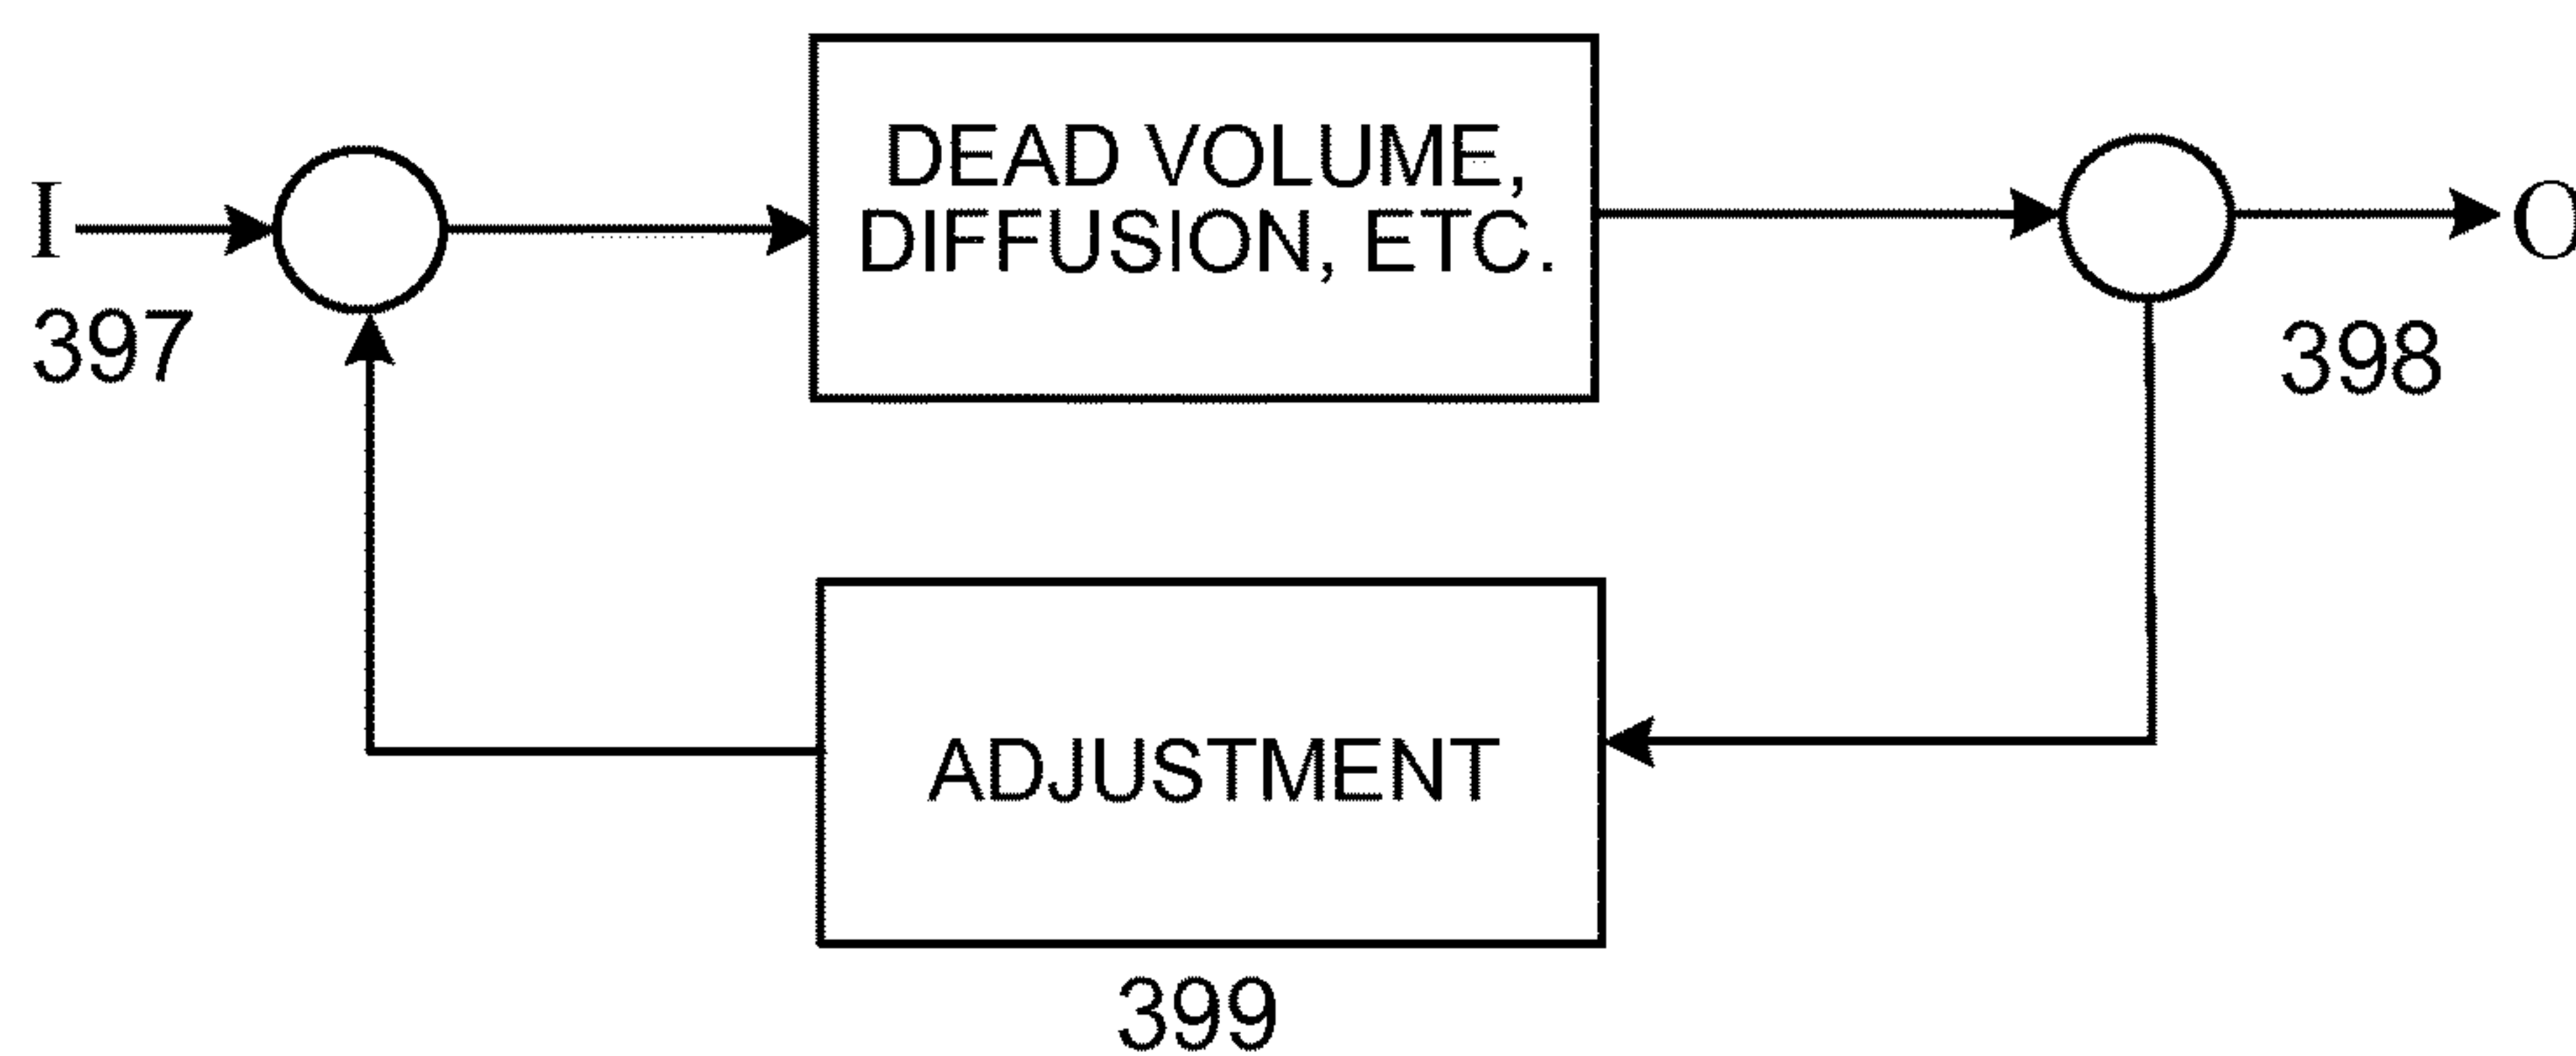 I
397
DEAD VOLUME,
DIFFUSION, ETC.
O
398
ADJUSTMENT
399